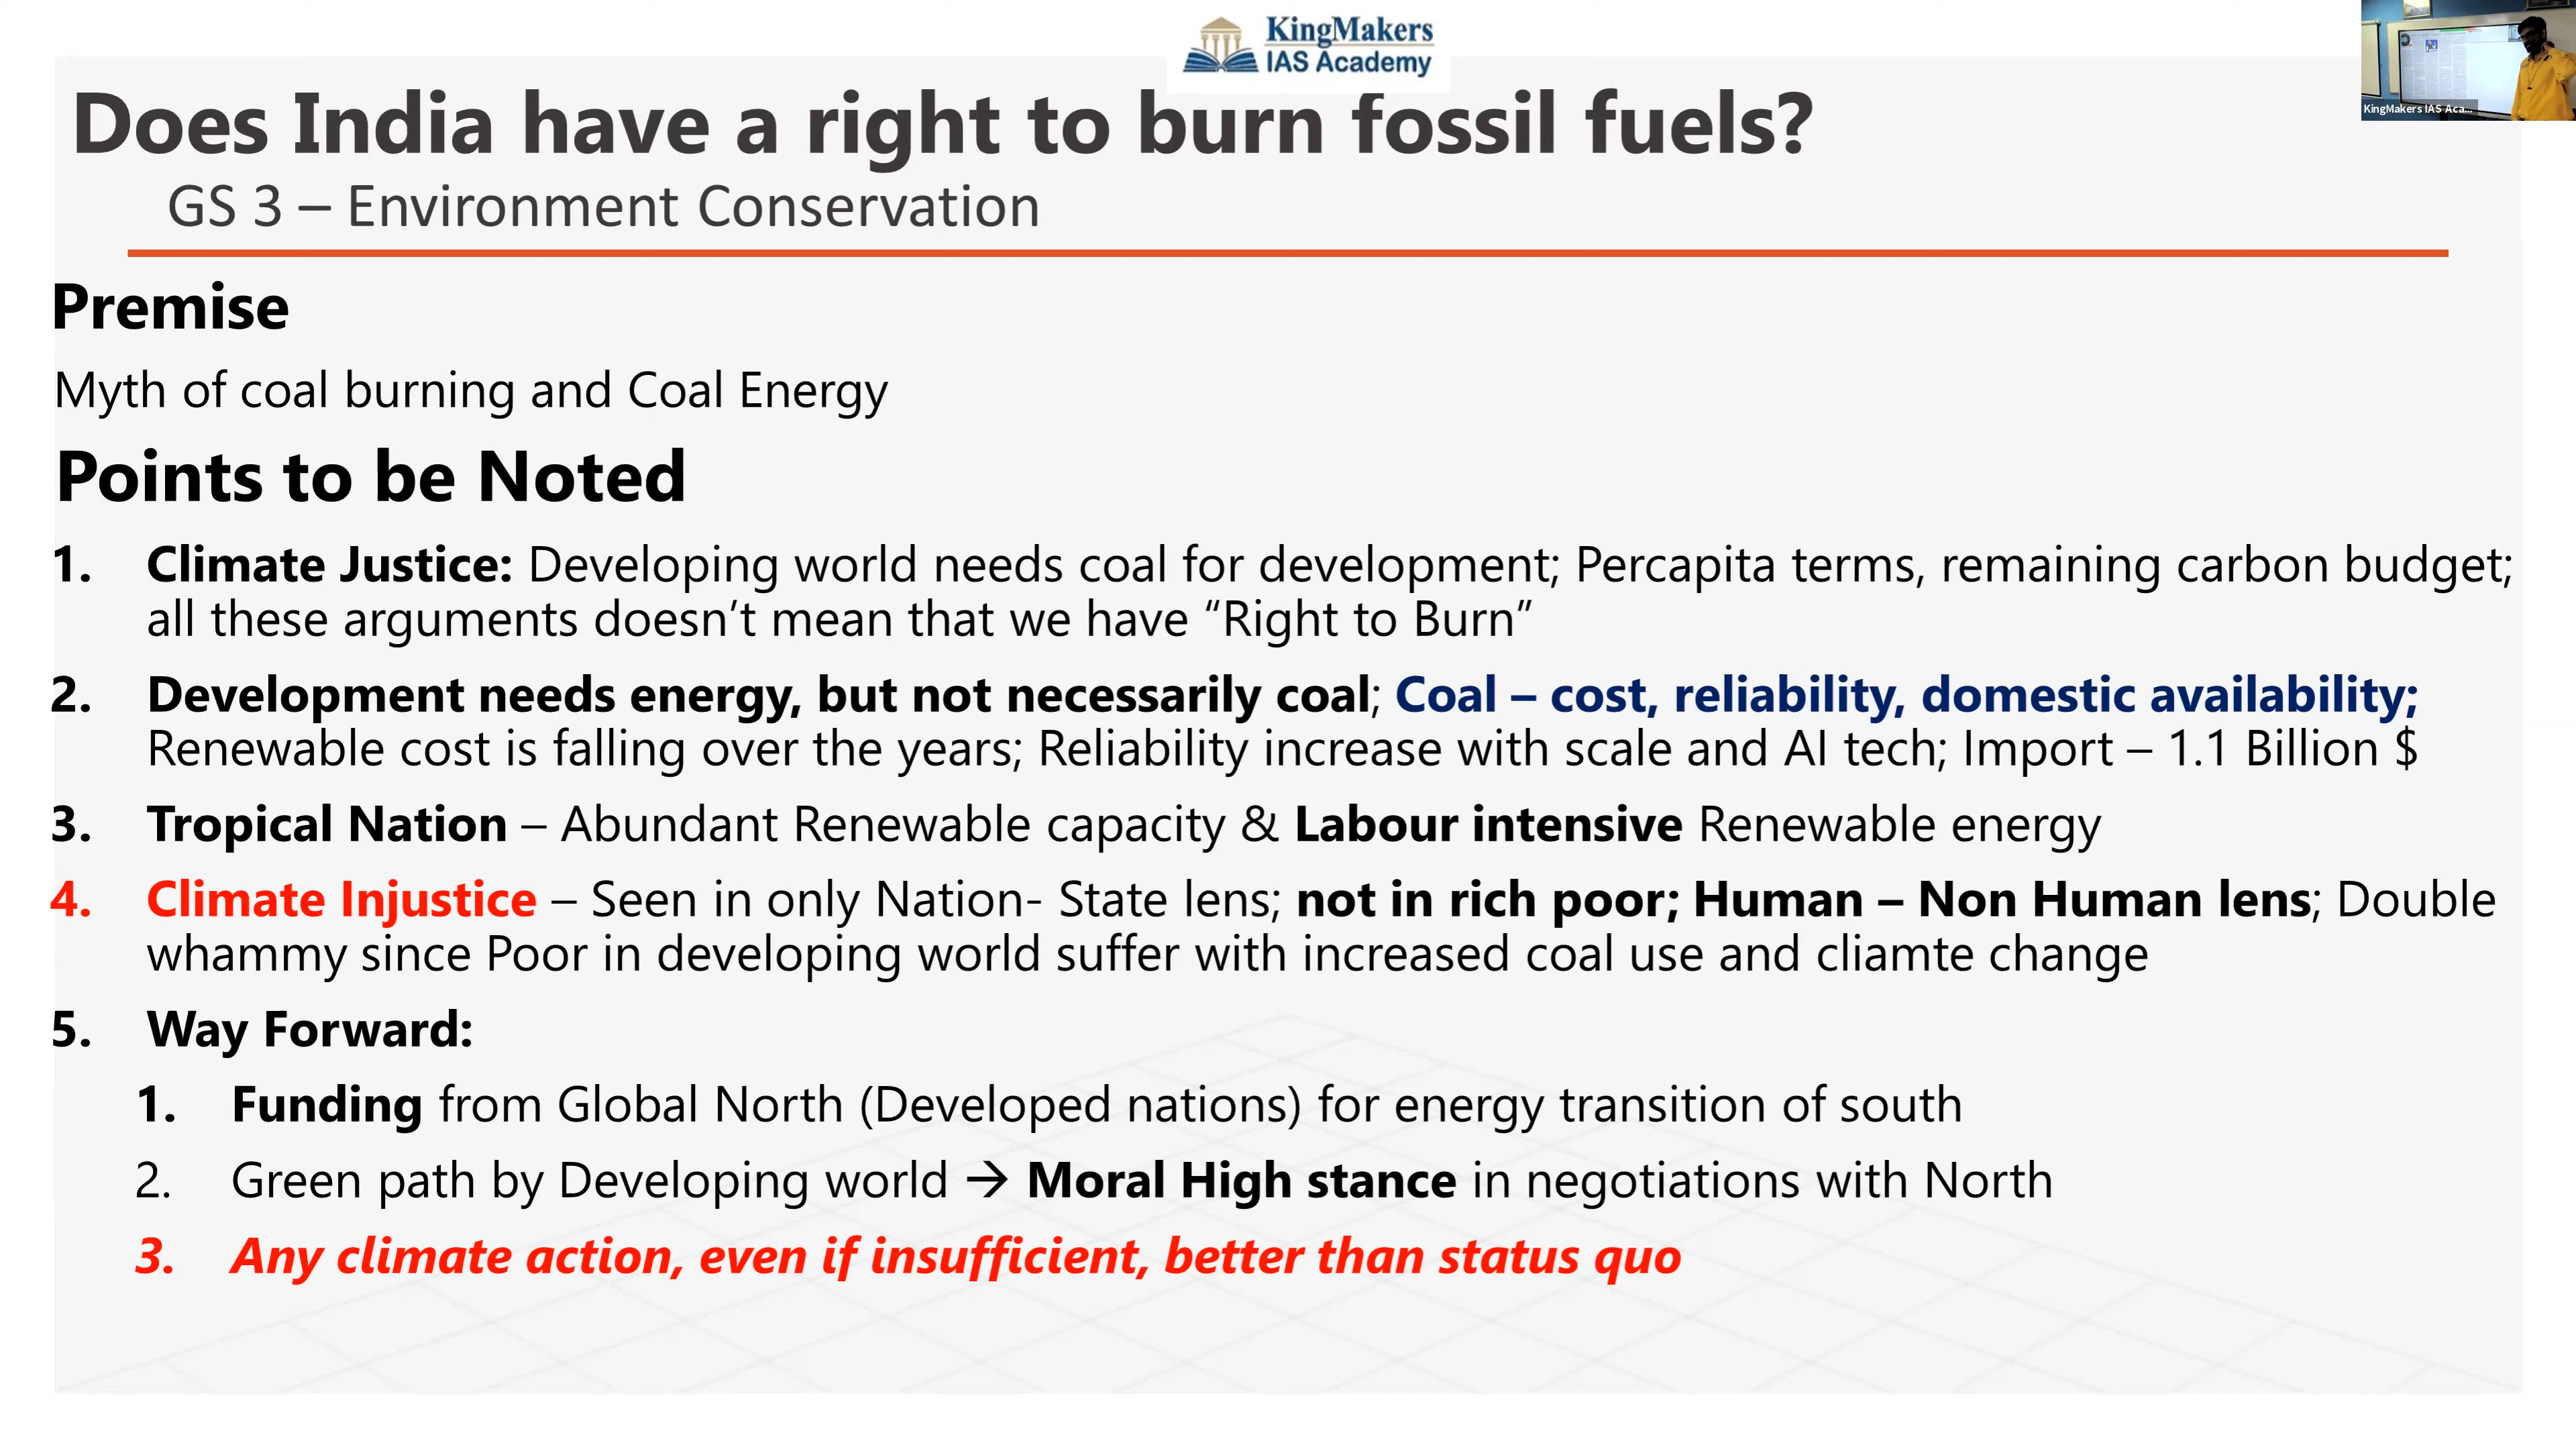 KingMakers
IAS Academy
KingMakers IAS Aca...
Does India have a right to burn fossil fuels?
GS 3 – Environment Conservation
Premise
Myth of coal burning and Coal Energy
Points to be Noted
1. Climate Justice: Developing world needs coal for development; Percapita terms, remaining carbon budget;
all these arguments doesn’t mean that we have “Right to Burn”
2. Development needs energy, but not necessarily coal; Coal – cost, reliability, domestic availability;
Renewable cost is falling over the years; Reliability increase with scale and AI tech; Import – 1.1 Billion $
3. Tropical Nation – Abundant Renewable capacity & Labour intensive Renewable energy
4. Climate Injustice – Seen in only Nation- State lens; not in rich poor; Human – Non Human lens; Double
whammy since Poor in developing world suffer with increased coal use and cliamte change
5. Way Forward:
1. Funding from Global North (Developed nations) for energy transition of south
2. Green path by Developing world → Moral High stance in negotiations with North
3. Any climate action, even if insufficient, better than status quo